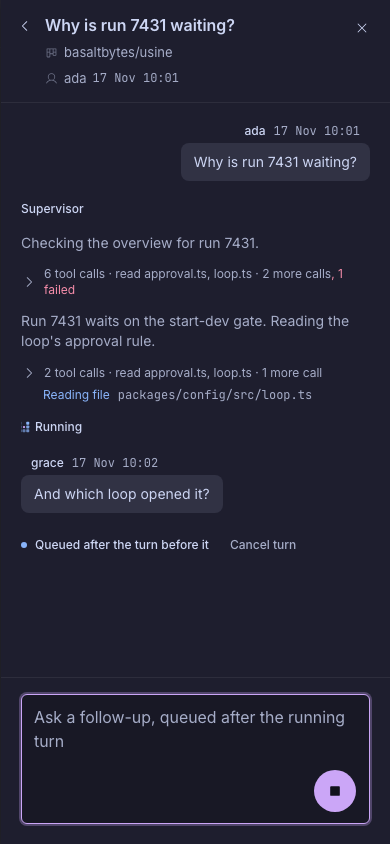 Why is run 7431 waiting?
basaltbytes/usine
ada 17 Nov 10:01
ada 17 Nov 10:01
Why is run 7431 waiting?
Supervisor
Checking the overview for run 7431.
6 tool calls · read approval.ts, loop.ts · 2 more calls, 1
failed
Run 7431 waits on the start-dev gate. Reading the
loop's approval rule.
2 tool calls · read approval.ts, loop.ts · 1 more call
Reading file packages/config/src/loop.ts
Running
grace 17 Nov 10:02
And which loop opened it?
Queued after the turn before it Cancel turn
Ask a follow-up, queued after the running
turn